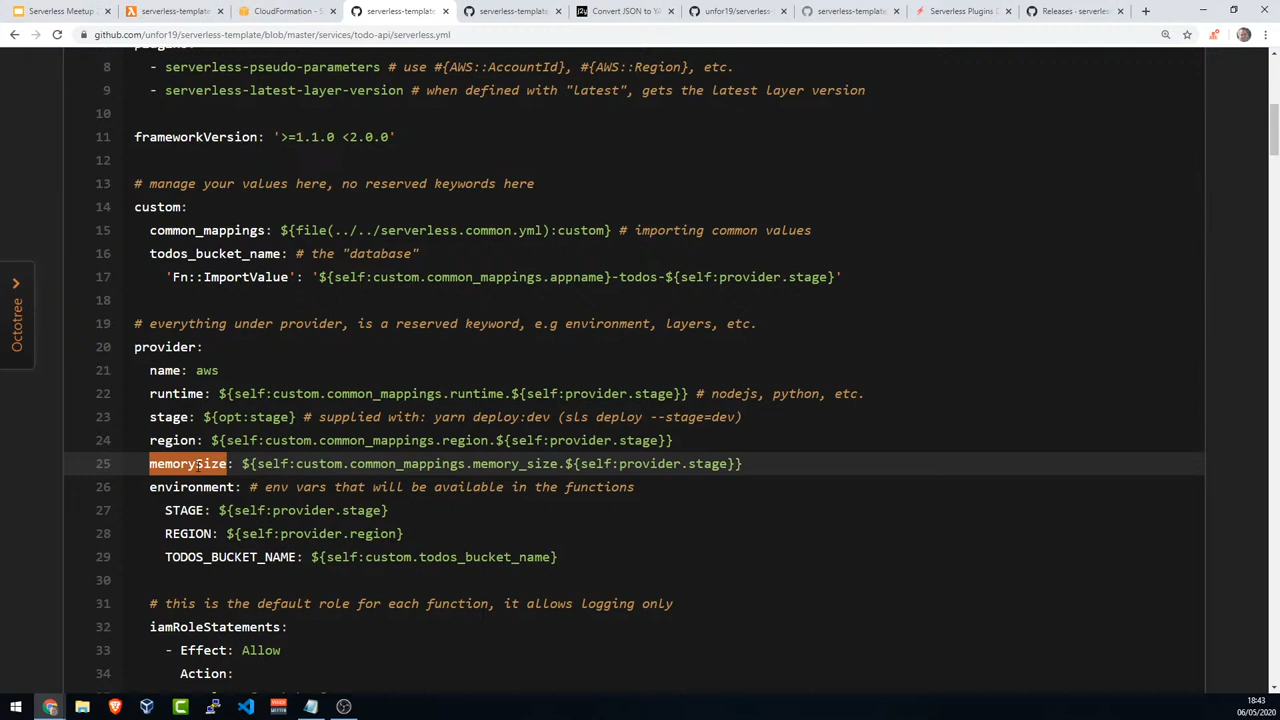 Serverless Meetup
serverless-template
CloudFormation - S
serverless-template
serverless-template
Convert JSON to YA
unfor19/serverless-
serverless-template
Serverless Plugins D
Releases · serverless
github.com/unfor19/serverless-template/blob/master/services/todo-api/serverless.yml
plugins:
8 - serverless-pseudo-parameters # use #{AWS::AccountId}, #{AWS::Region}, etc.
9 - serverless-latest-layer-version # when defined with "latest", gets the latest layer version
10
11 frameworkVersion: '>=1.1.0 <2.0.0'
12
13 # manage your values here, no reserved keywords here
14 custom:
15 common_mappings: ${file(../../serverless.common.yml):custom} # importing common values
16 todos_bucket_name: # the "database"
17 'Fn::ImportValue': '${self:custom.common_mappings.appname}-todos-${self:provider.stage}'
18
19 # everything under provider, is a reserved keyword, e.g environment, layers, etc.
20 provider:
21 name: aws
22 runtime: ${self:custom.common_mappings.runtime.${self:provider.stage}} # nodejs, python, etc.
23 stage: ${opt:stage} # supplied with: yarn deploy:dev (sls deploy --stage=dev)
24 region: ${self:custom.common_mappings.region.${self:provider.stage}}
25 memorySize: ${self:custom.common_mappings.memory_size.${self:provider.stage}}
26 environment: # env vars that will be available in the functions
27 STAGE: ${self:provider.stage}
28 REGION: ${self:provider.region}
29 TODOS_BUCKET_NAME: ${self:custom.todos_bucket_name}
30
31 # this is the default role for each function, it allows logging only
32 iamRoleStatements:
33 - Effect: Allow
34 Action:
Octotree
18:43
06/05/2020